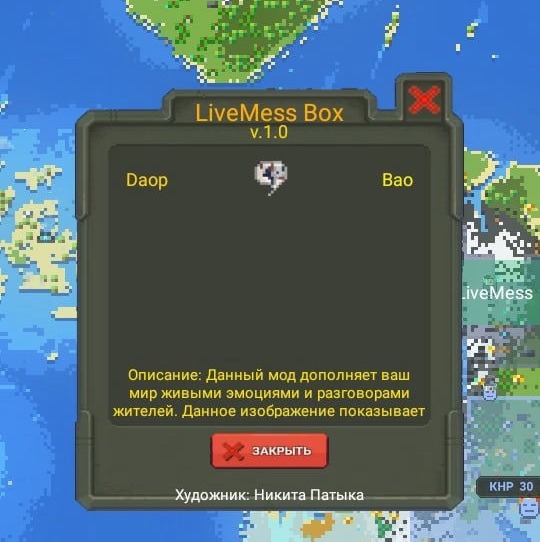 LiveMess Box
v.1.0
Daop
Bao
LiveMess
Описание: Данный мод дополняет ваш
мир живыми эмоциями и разговорами
жителей. Данное изображение показывает
ЗАКРЫТЬ
КНР 30
Художник: Никита Патыка